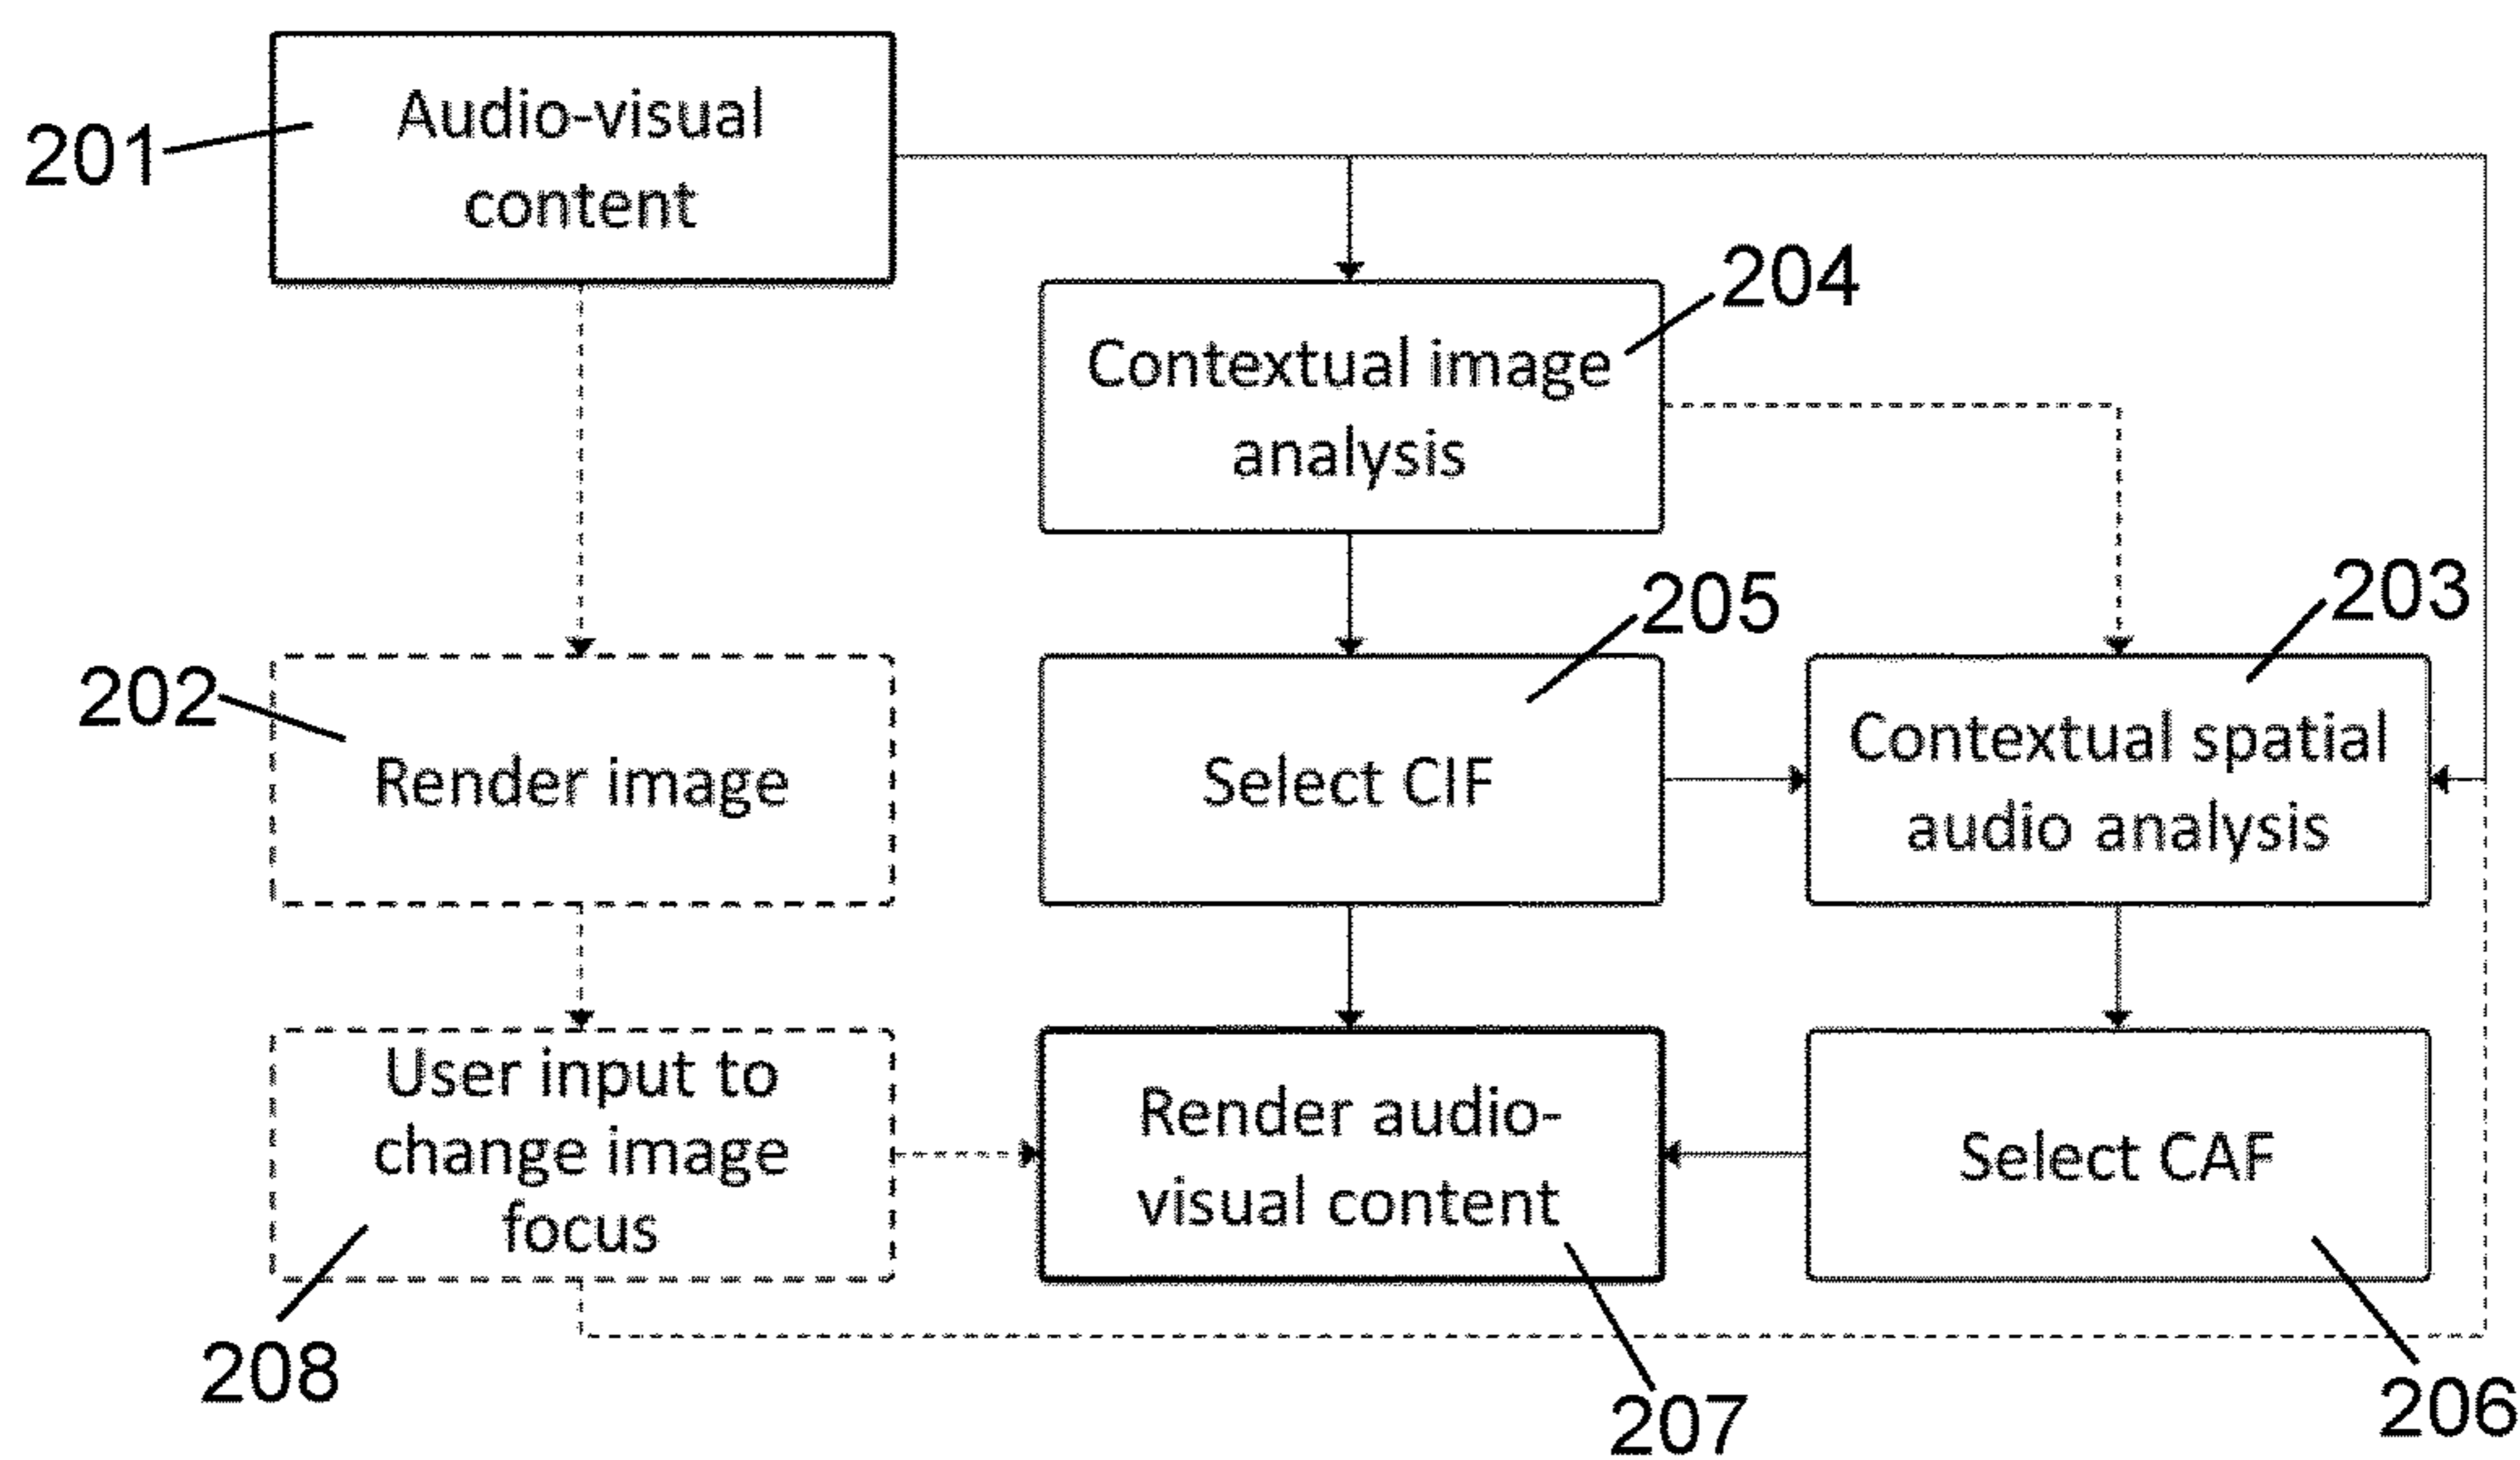 Audio-visual
content
201
204
Contextual image
analysis
205
203
202
Render image
Select CIF
Contextual spatial
audio analysis
User input to
change image
focus
Render audio-
visual content
Select CAF
208
207
206